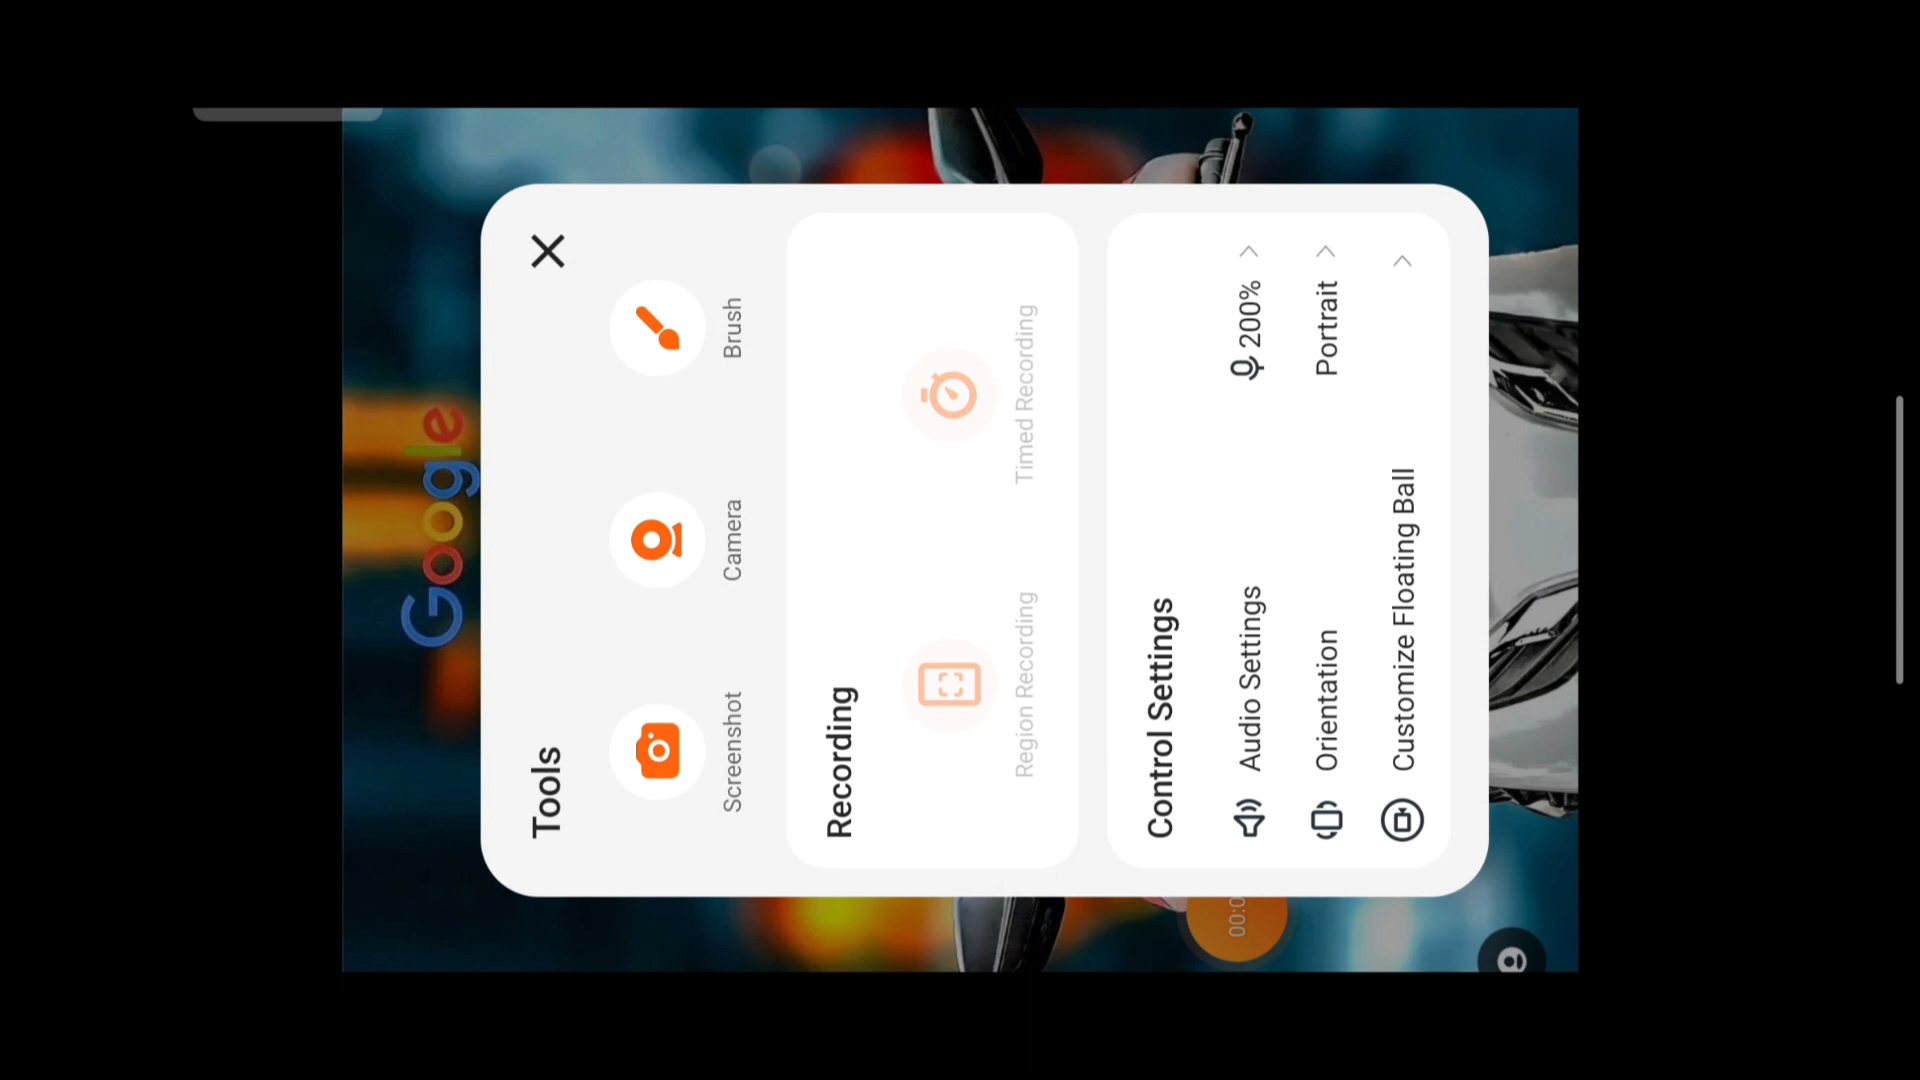 Google
Tools
Screenshot
Camera
Brush
Recording
Region Recording
Timed Recording
Control Settings
Audio Settings 200%
Orientation Portrait
Customize Floating Ball